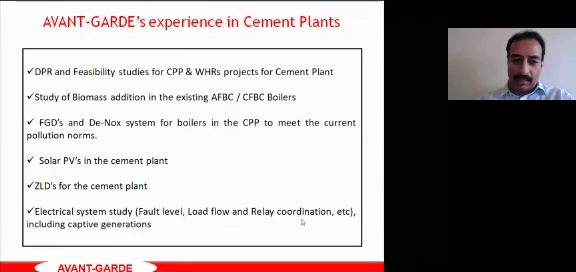 AVANT-GARDE's experience in Cement Plants
✓DPR and Feasibility studies for CPP & WHRs projects for Cement Plant
✓Study of Biomass addition in the existing AFBC / CFBC Boilers
✓ FGD's and De-Nox system for boilers in the CPP to meet the current
pollution norms.
✓ Solar PV's in the cement plant
✓ ZLD's for the cement plant
✓Electrical system study (Fault level, Load flow and Relay coordination, etc),
including captive generations
AVANT-GARDE